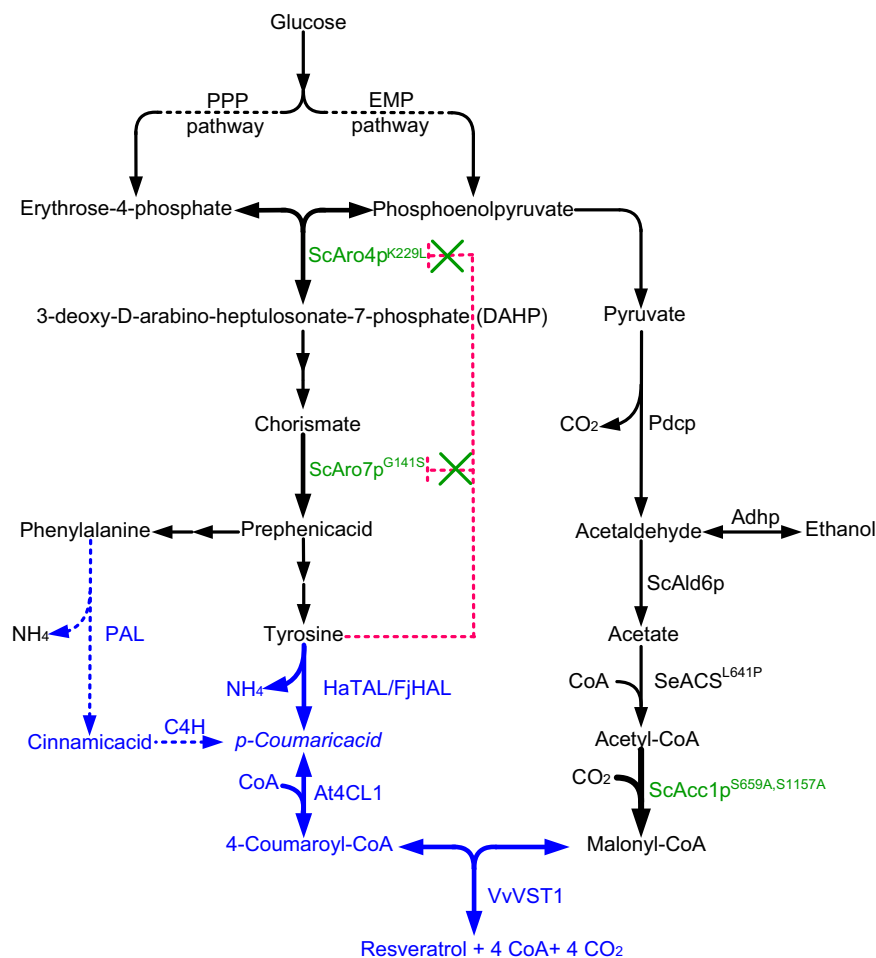 Glucose
PPP
pathway
EMP
pathway
Erythrose-4-phosphate
Phosphoenolpyruvate
ScAro4pK229L
3-deoxy-D-arabino-heptulosonate-7-phosphate (DAHP)
Pyruvate
Chorismate
CO2
Pdcp
ScAro7pG141S
Phenylalanine
Prephenicacid
Acetaldehyde
Adhp
Ethanol
ScAld6p
NH4
PAL
Tyrosine
Acetate
NH4
HaTAL/FjHAL
CoA
SeACSL641P
Cinnamicacid
C4H
p-Coumaricacid
Acetyl-CoA
CoA
At4CL1
CO2
ScAcc1pS659A,S1157A
4-Coumaroyl-CoA
Malonyl-CoA
VvVST1
Resveratrol + 4 CoA+ 4 CO2